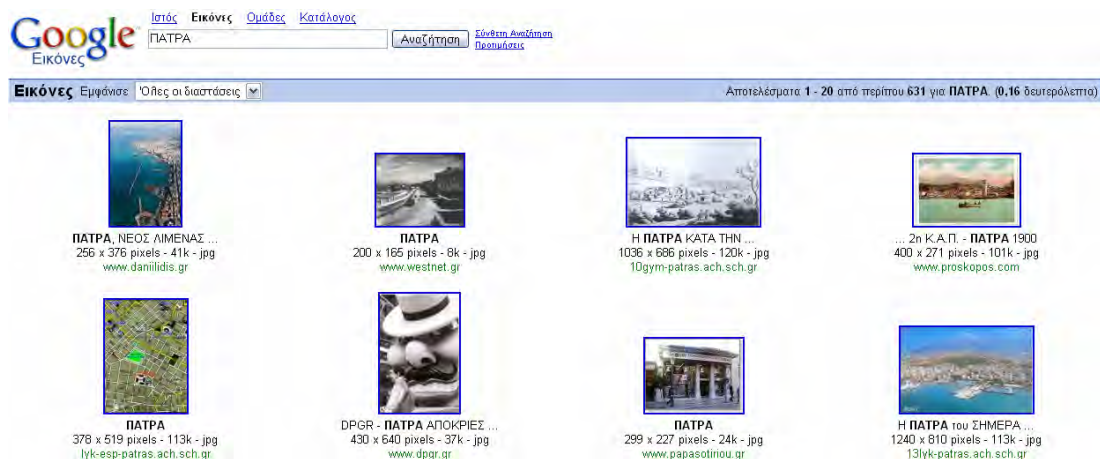 Ιστός Εικόνες Ομάδες Κατάλογος
Google
Εικόνες
ΠΑΤΡΑ Αναζήτηση
Σύνθετη Αναζήτηση
Προτιμήσεις
Εικόνες Εμφάνισε Όλες οι διαστάσεις Αποτελέσματα 1 - 20 από περίπου 631 για ΠΑΤΡΑ. (0,16 δευτερόλεπτα)
ΠΑΤΡΑ, ΝΕΟΣ ΛΙΜΕΝΑΣ ...
256 x 376 pixels - 41k - jpg
www.daniilidis.gr
ΠΑΤΡΑ
200 x 165 pixels - 8k - jpg
www.westnet.gr
Η ΠΑΤΡΑ ΚΑΤΑ ΤΗΝ ...
1036 x 686 pixels - 120k - jpg
10gym-patras.ach.sch.gr
... 2η Κ.Α.Π. - ΠΑΤΡΑ 1900
400 x 271 pixels - 101k - jpg
www.proskopos.com
ΠΑΤΡΑ
378 x 519 pixels - 113k - jpg
lyk-esp-patras.ach.sch.gr
DPGR - ΠΑΤΡΑ ΑΠΟΚΡΙΕΣ ...
430 x 640 pixels - 37k - jpg
www.dpgr.gr
ΠΑΤΡΑ
299 x 227 pixels - 24k - jpg
www.papasotiriou.gr
Η ΠΑΤΡΑ του ΣΗΜΕΡΑ ...
1240 x 810 pixels - 113k - jpg
13lyk-patras.ach.sch.gr